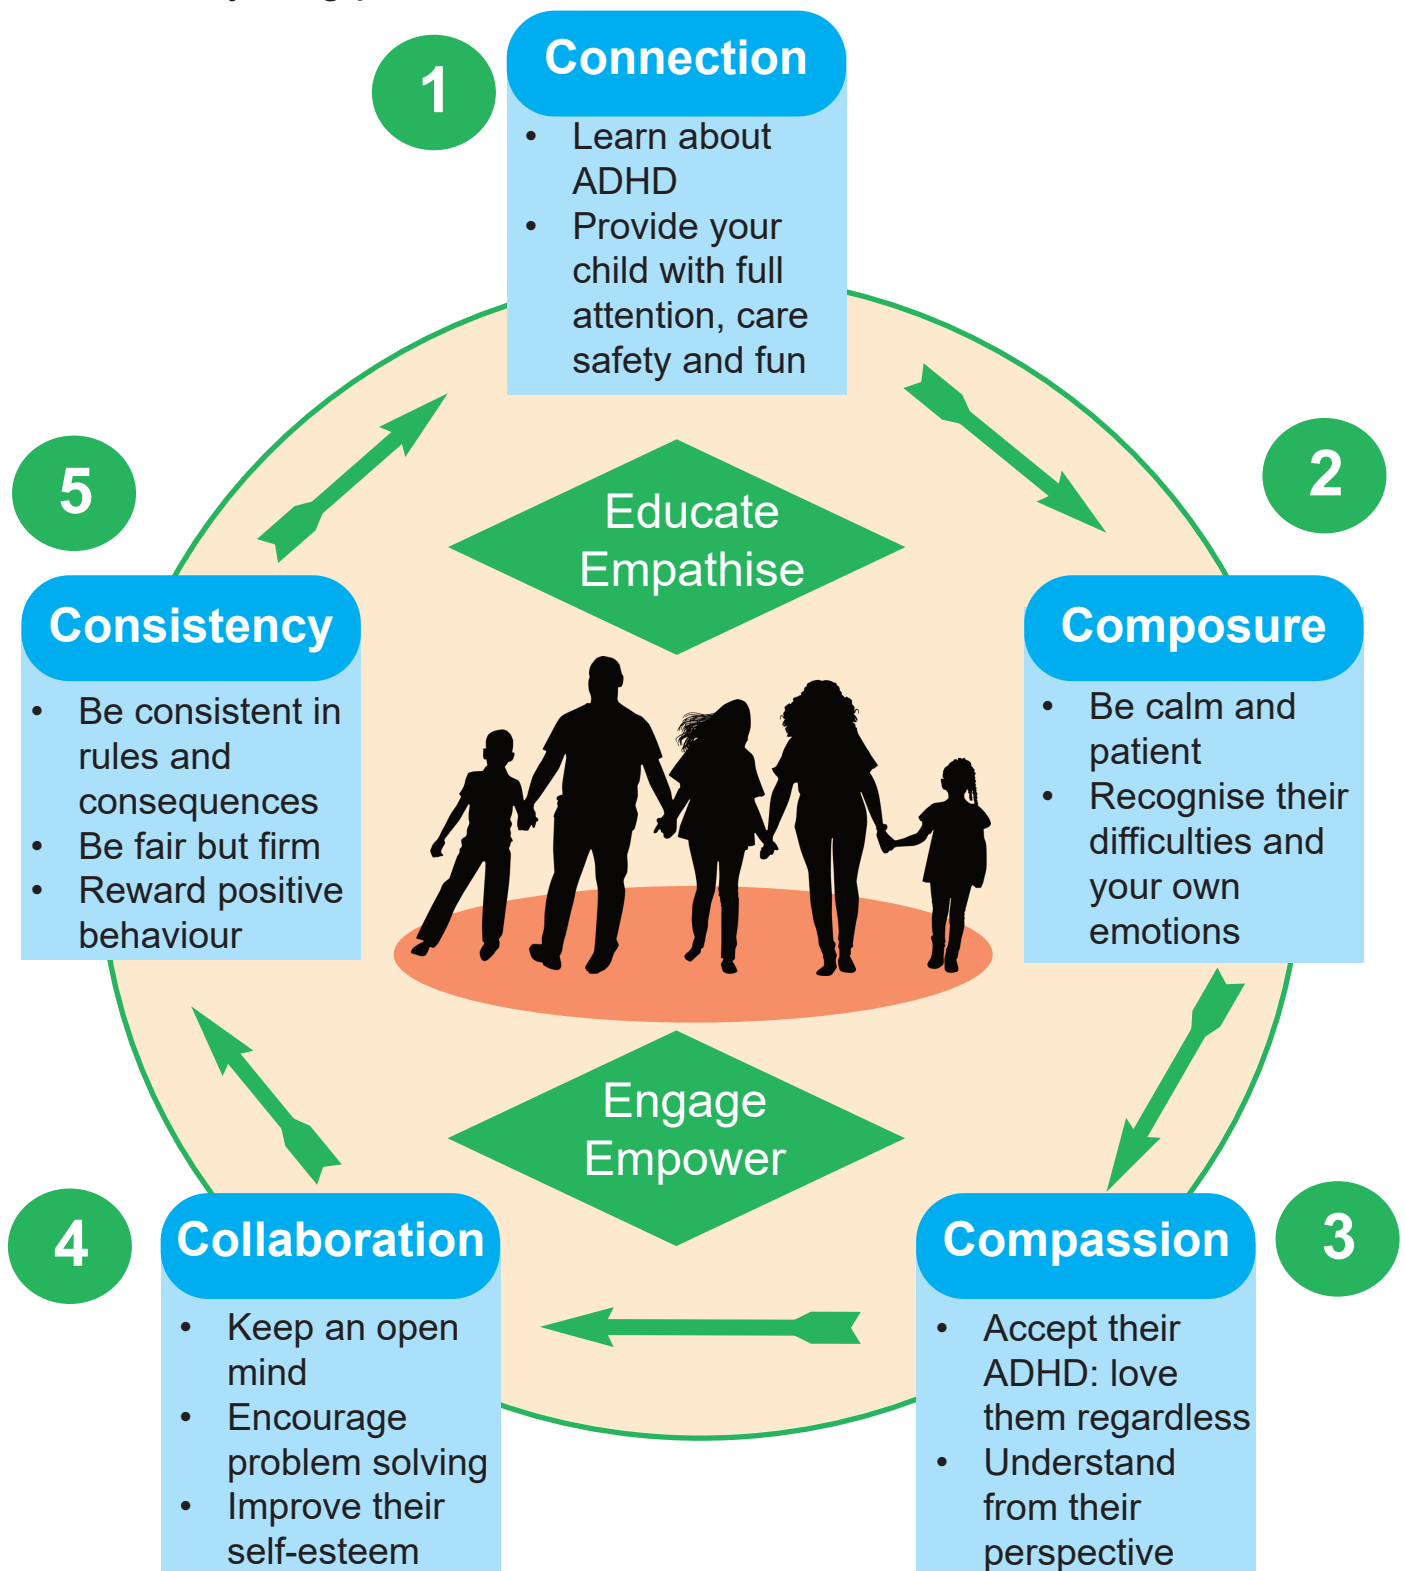 1
Connection
• Learn about
ADHD
• Provide your
child with full
attention, care
safety and fun
2
Composure
• Be calm and
patient
• Recognise their
difficulties and
your own
emotions
3
Compassion
• Accept their
ADHD: love
them regardless
• Understand
from their
perspective
4
Collaboration
• Keep an open
mind
• Encourage
problem solving
• Improve their
self-esteem
5
Consistency
• Be consistent in
rules and
consequences
• Be fair but firm
• Reward positive
behaviour
Educate
Empathise
Engage
Empower